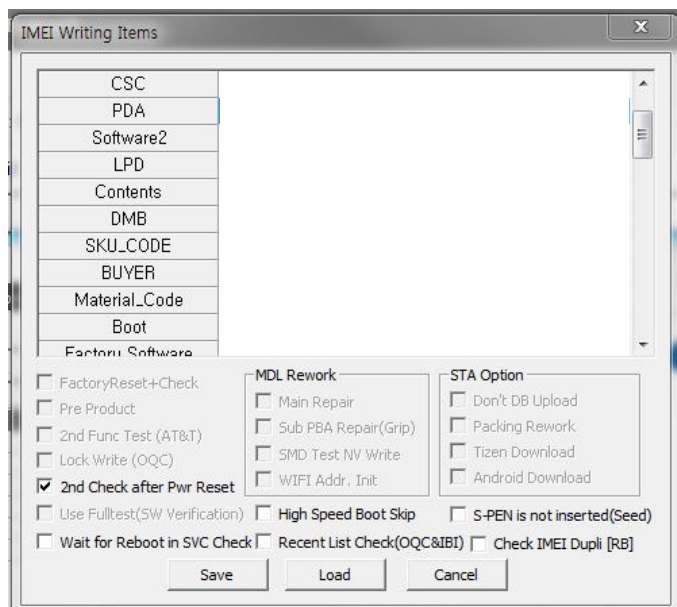 IMEI Writing Items
CSC
PDA
Software2
LPD
Contents
DMB
SKU_CODE
BUYER
Material_Code
Boot
Factory Software
FactoryReset+Check
Pre Product
2nd Func Test (AT&T)
Lock Write (OQC)
2nd Check after Pwr Reset
Use Fulltest(SW Verification)
Wait for Reboot in SVC Check
MDL Rework
Main Repair
Sub PBA Repair(Grip)
SMD Test NV Write
WIFI Addr. Init
High Speed Boot Skip
Recent List Check(OQC&IBI)
STA Option
Don't DB Upload
Packing Rework
Tizen Download
Android Download
S-PEN is not inserted(Seed)
Check IMEI Dupli [RB]
Save
Load
Cancel